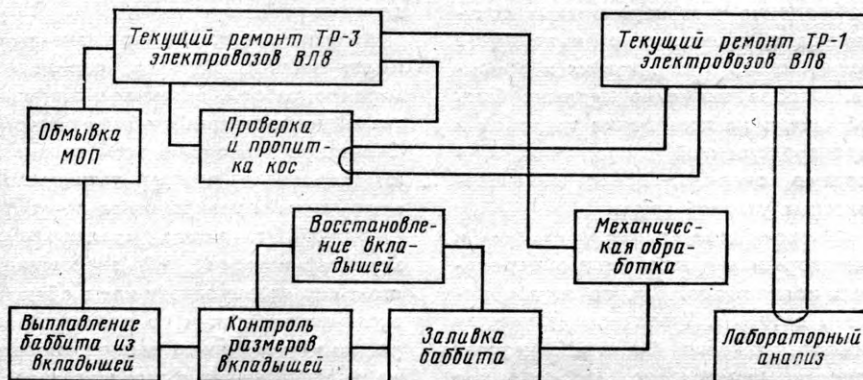 Текущий ремонт ТР-3
электровозов ВЛ8
Текущий ремонт ТР-1
электровозов ВЛ8
Обмывка
МОП
Проверка
и пропит-
ка кос
Восстановле-
ние вкла-
дышей
Механичес-
кая обра-
ботка
Выплавление
баббита из
вкладышей
Контроль
размеров
вкладышей
Заливка
баббита
Лабораторный
анализ